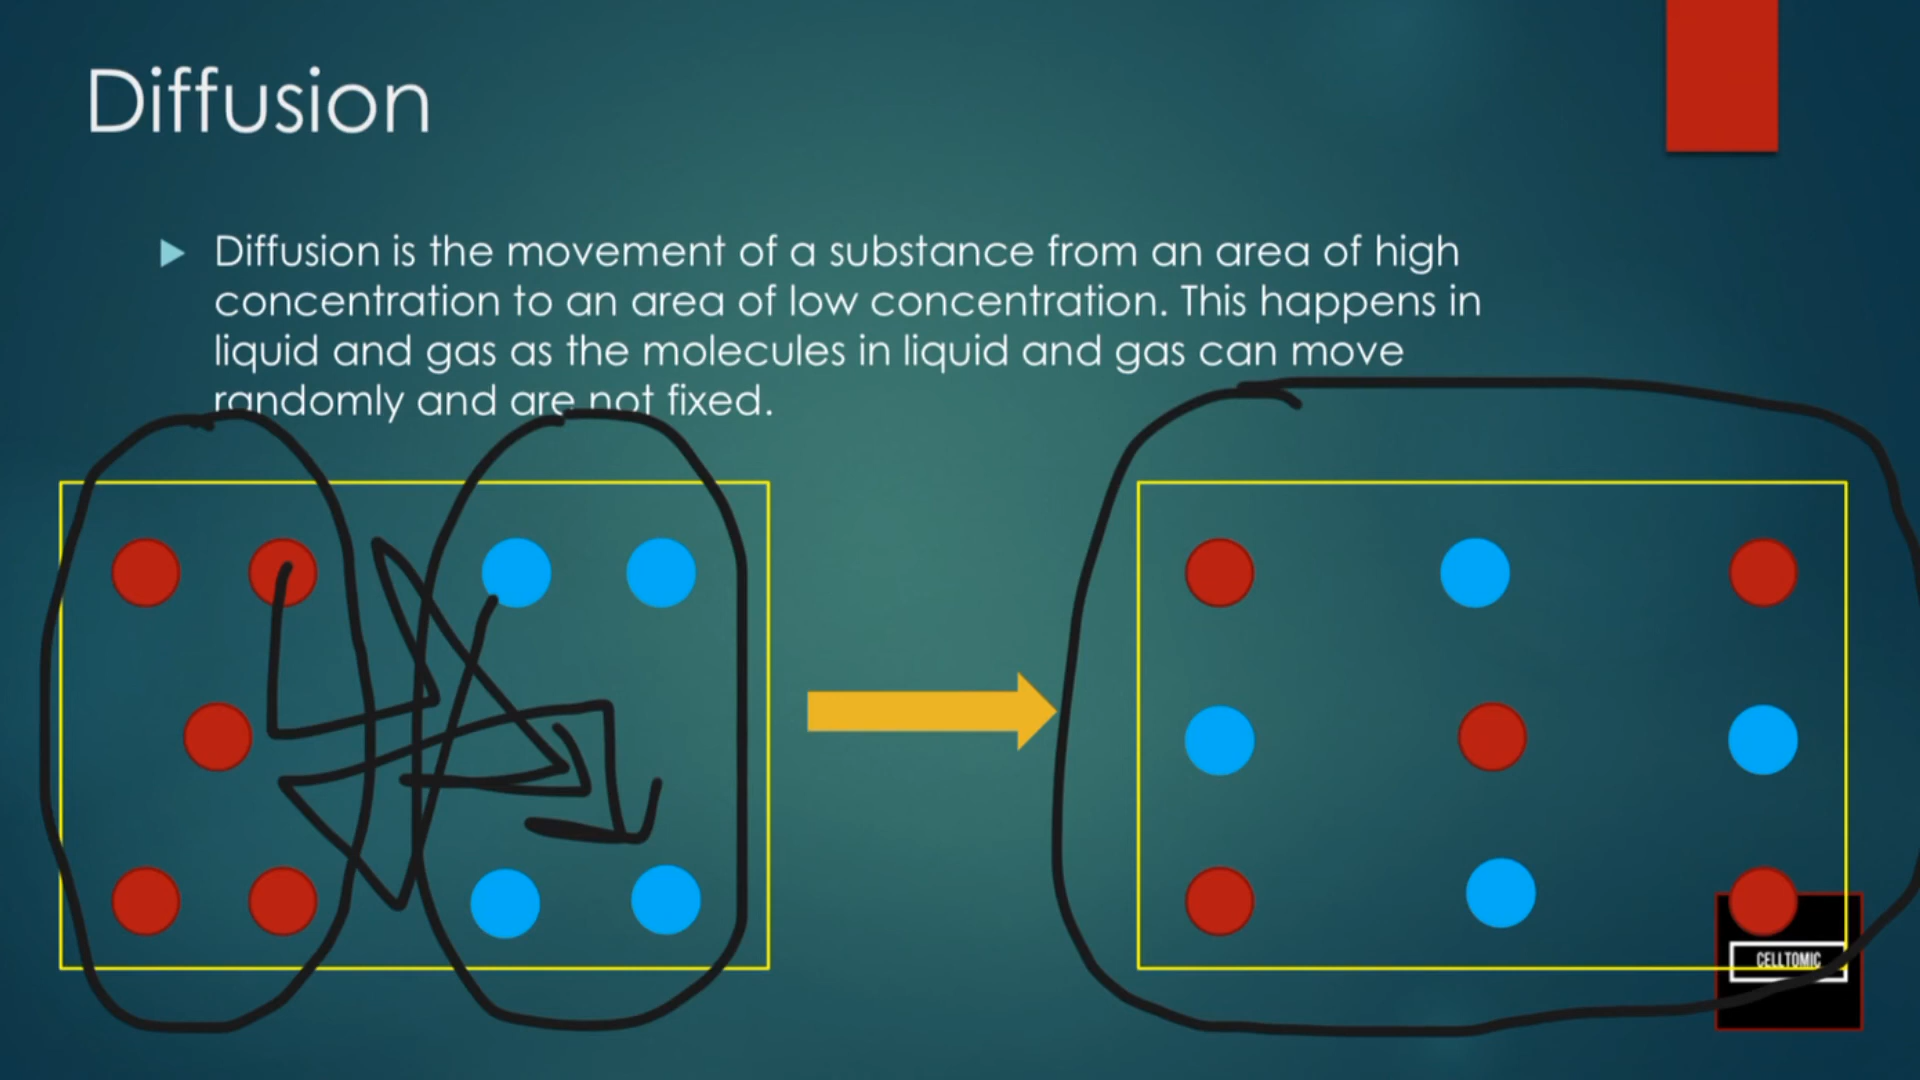 Diffusion
Diffusion is the movement of a substance from an area of high
concentration to an area of low concentration. This happens in
liquid and gas as the molecules in liquid and gas can move
randomly and are not fixed.
CELLTOMIC